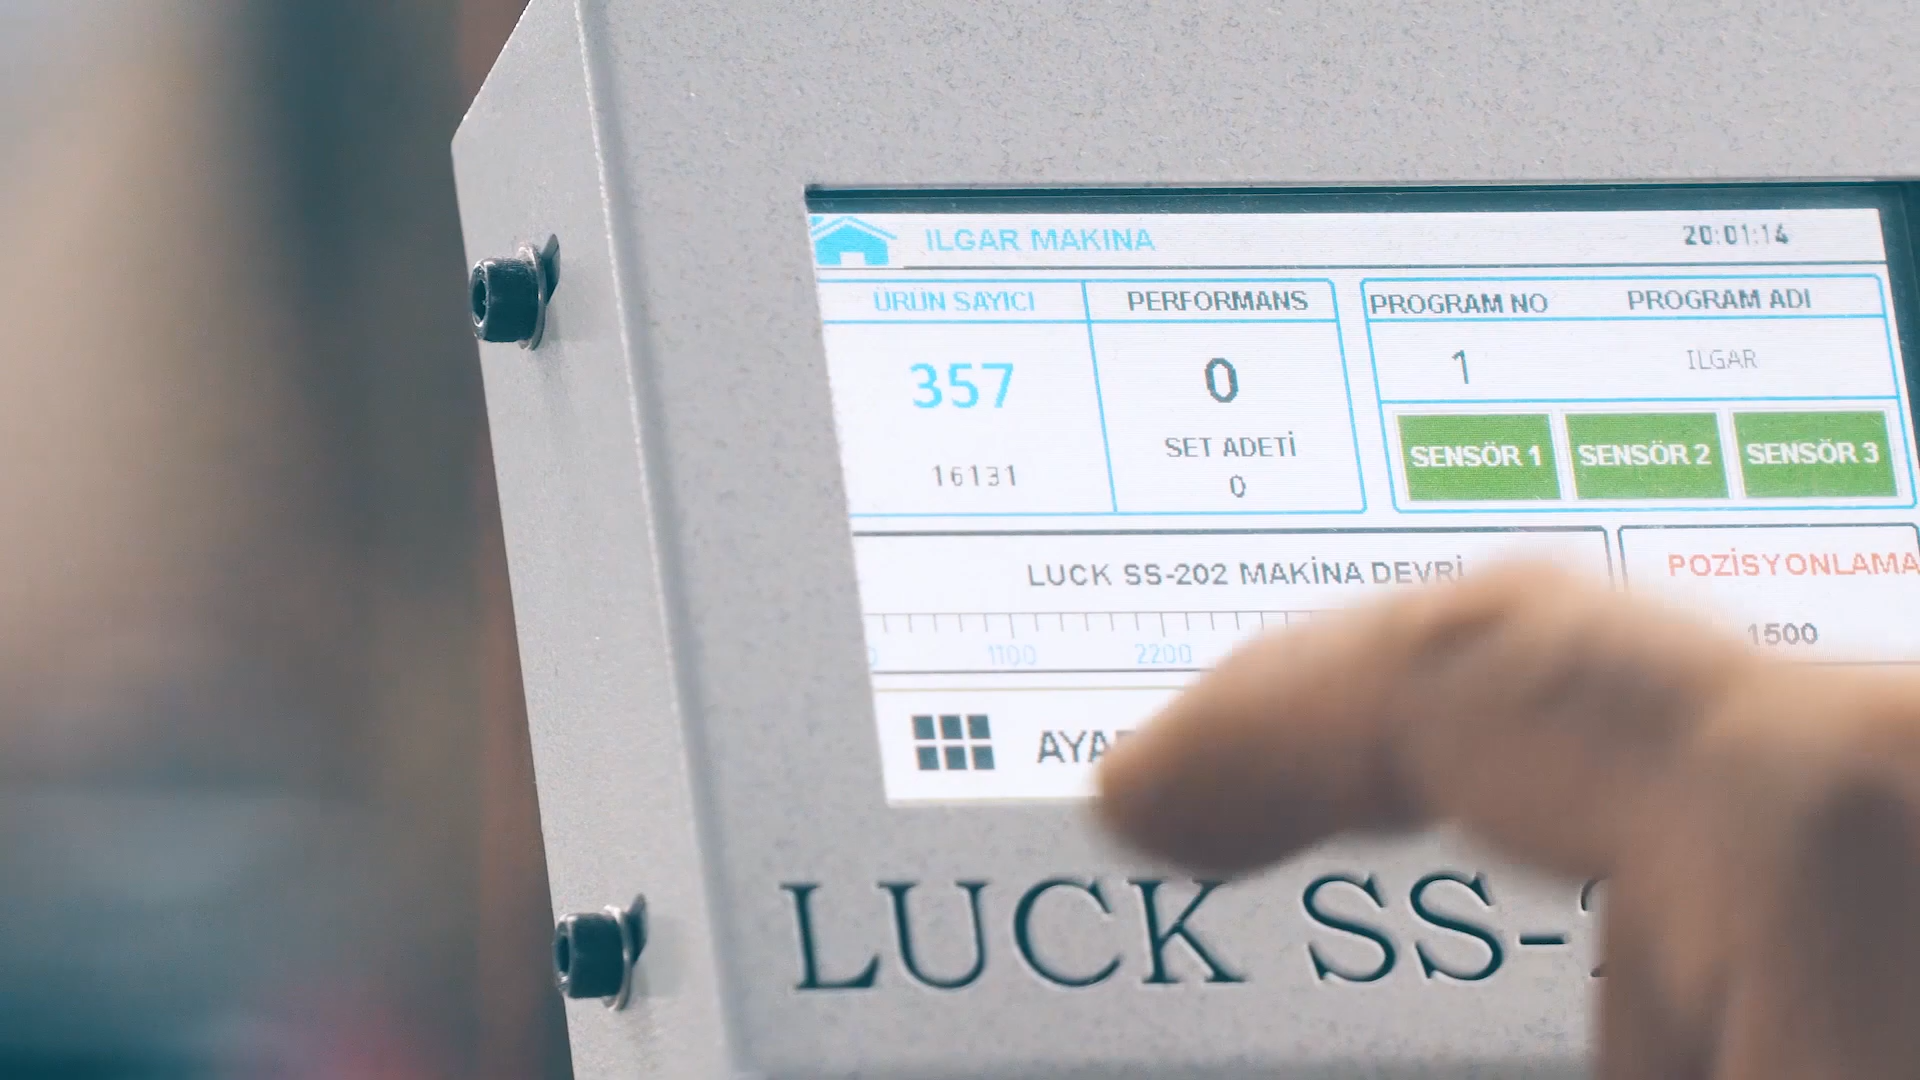 ILGAR MAKINA 20:01:14
ÜRÜN SAYICI PERFORMANS PROGRAM NO PROGRAM ADI
357 0 1 ILGAR
SET ADETİ SENSÖR 1 SENSÖR 2 SENSÖR 3
16131 0
LUCK SS-202 MAKİNA DEVRİ POZİSYONLAMA
1500
0 1100 2200
LUCK SS-